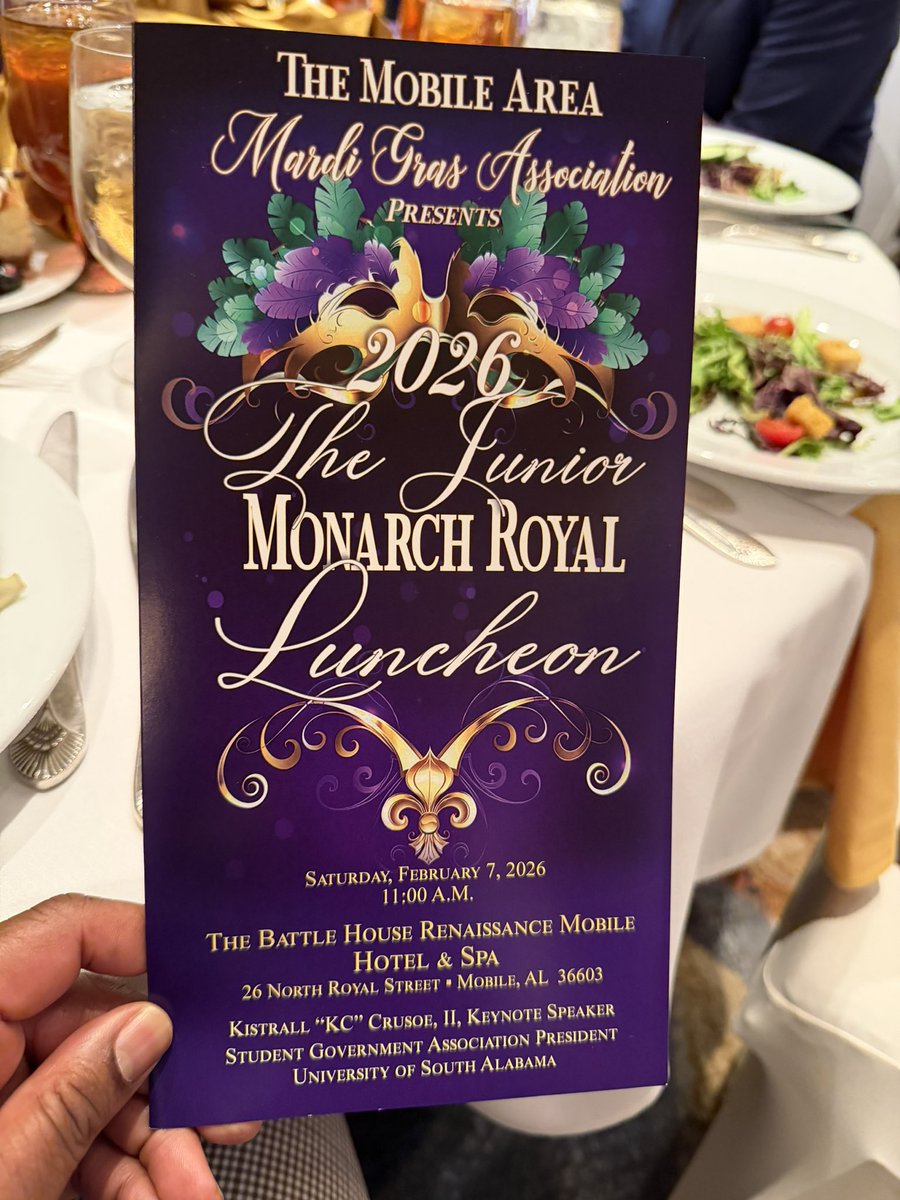 THE MOBILE AREA
Mardi Gras Association
PRESENTS
2026
The Junior
MONARCH ROYAL
Luncheon
SATURDAY, FEBRUARY 7, 2026
11:00 A.M.
THE BATTLE HOUSE RENAISSANCE MOBILE
HOTEL & SPA
26 NORTH ROYAL STREET ▪ MOBILE, AL 36603
KISTRALL “KC” CRUSOE, II, KEYNOTE SPEAKER
STUDENT GOVERNMENT ASSOCIATION PRESIDENT
UNIVERSITY OF SOUTH ALABAMA